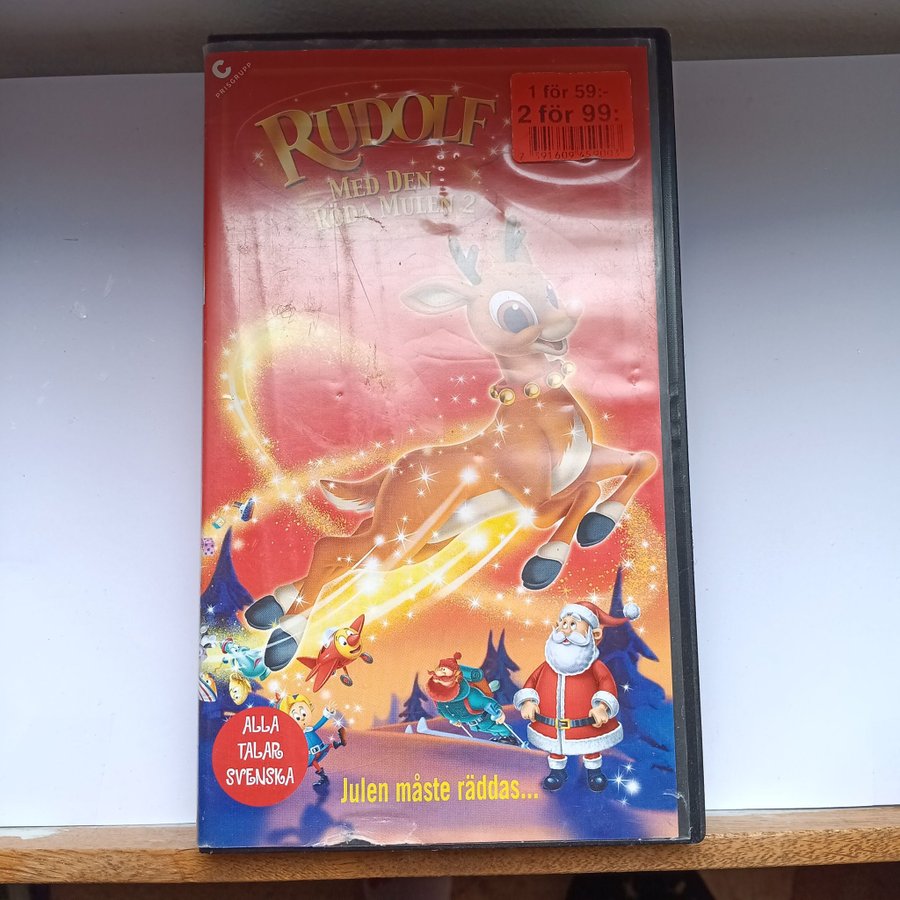 PRISGRUPP
1 för 59:-
2 för 99:
RUDOLF
MED DEN
RÖDA MULEN 2
ALLA
TALAR
SVENSKA
Julen måste räddas...